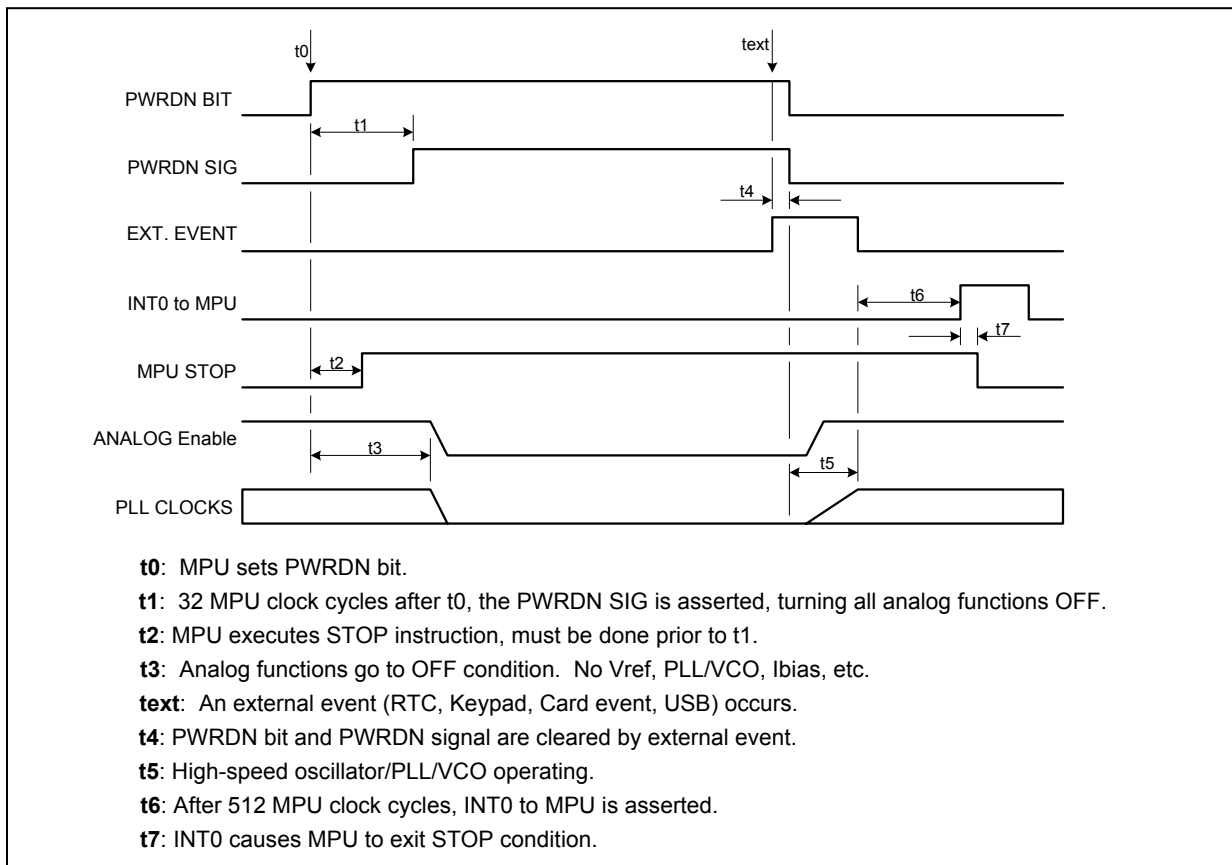 t0
text
PWRDN BIT
t1
PWRDN SIG
t4
EXT. EVENT
t6
INT0 to MPU
t7
t2
MPU STOP
ANALOG Enable
t3
t5
PLL CLOCKS
t0: MPU sets PWRDN bit.
t1: 32 MPU clock cycles after t0, the PWRDN SIG is asserted, turning all analog functions OFF.
t2: MPU executes STOP instruction, must be done prior to t1.
t3: Analog functions go to OFF condition. No Vref, PLL/VCO, Ibias, etc.
text: An external event (RTC, Keypad, Card event, USB) occurs.
t4: PWRDN bit and PWRDN signal are cleared by external event.
t5: High-speed oscillator/PLL/VCO operating.
t6: After 512 MPU clock cycles, INT0 to MPU is asserted.
t7: INT0 causes MPU to exit STOP condition.